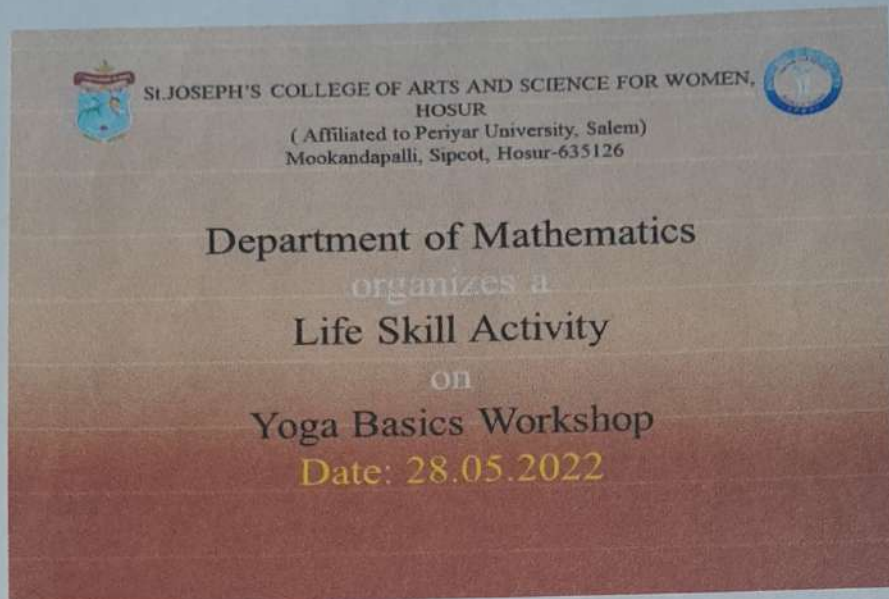 St.JOSEPH'S COLLEGE OF ARTS AND SCIENCE FOR WOMEN,
HOSUR
( Affiliated to Periyar University, Salem)
Mookandapalli, Sipcot, Hosur-635126
Department of Mathematics
organizes a
Life Skill Activity
on
Yoga Basics Workshop
Date: 28.05.2022